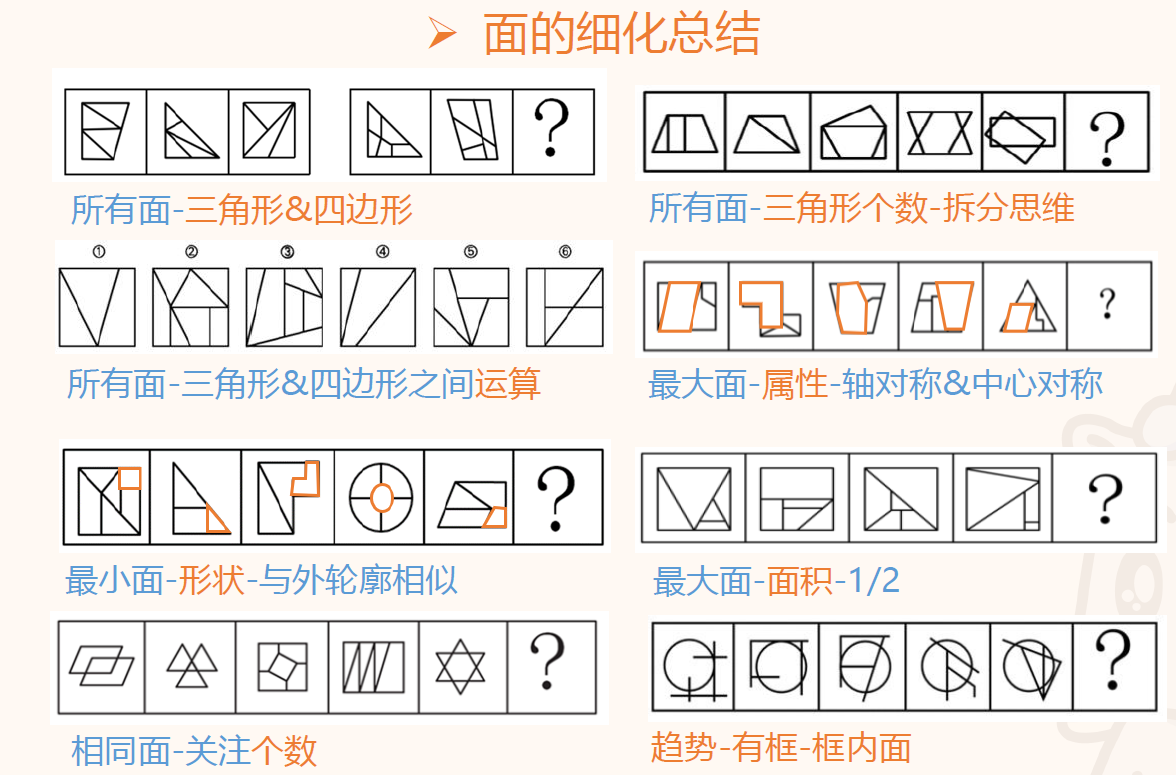 面的细化总结
?
?
所有面-三角形&四边形
所有面-三角形个数-拆分思维
① ② ③ ④ ⑤ ⑥
?
所有面-三角形&四边形之间运算
最大面-属性-轴对称&中心对称
?
?
最小面-形状-与外轮廓相似
最大面-面积-1/2
?
?
相同面-关注个数
趋势-有框-框内面